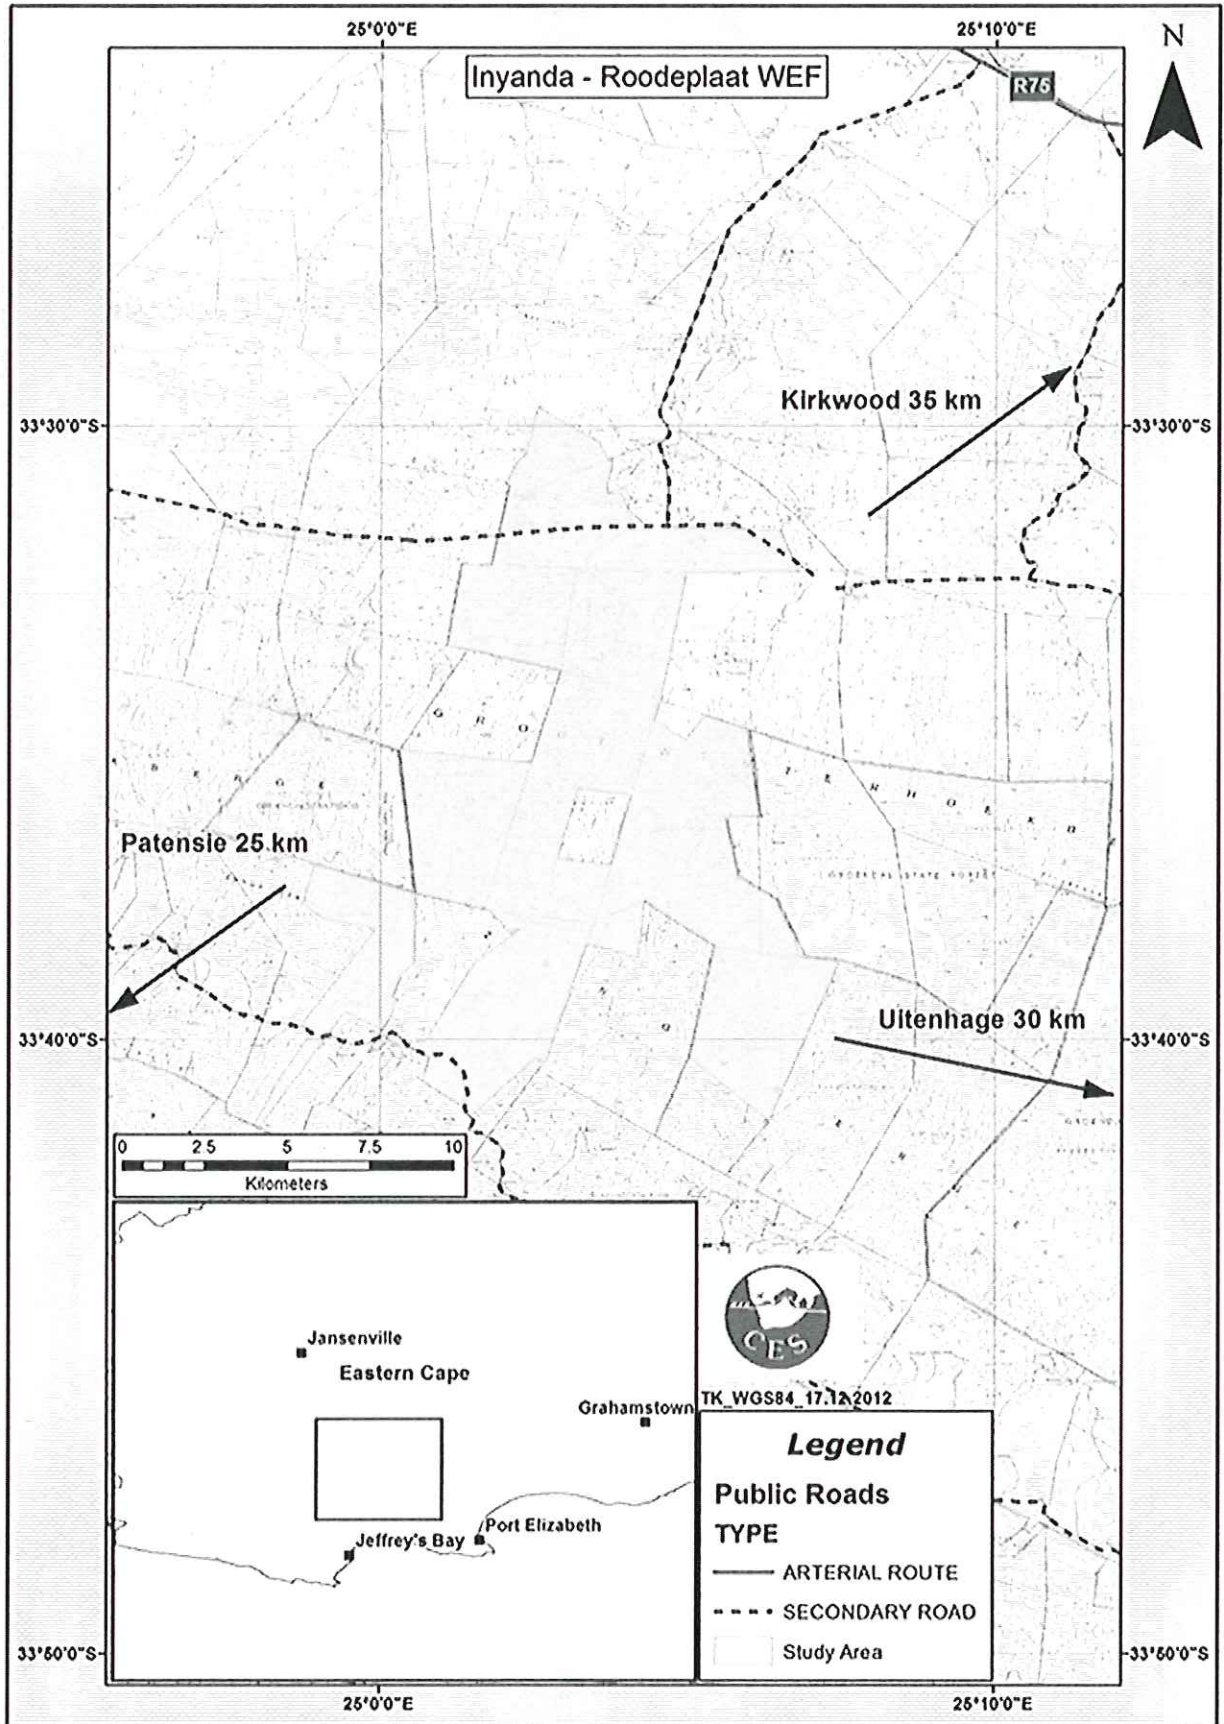 25°0'0"E
25°10'0"E
N
Inyanda - Roodeplaat WEF
R75
Kirkwood 35 km
33°30'0"S
33°30'0"S
G R O
B E R G E
T E R H O E K B
Patensie 25 km
Uitenhage 30 km
33°40'0"S
33°40'0"S
0 2.5 5 7.5 10
Kilometers
Jansenville
Eastern Cape
Grahamstown
Port Elizabeth
Jeffrey's Bay
CES
TK_WGS84_17.12.2012
Legend
Public Roads
TYPE
ARTERIAL ROUTE
SECONDARY ROAD
Study Area
33°50'0"S
33°50'0"S
25°0'0"E
25°10'0"E